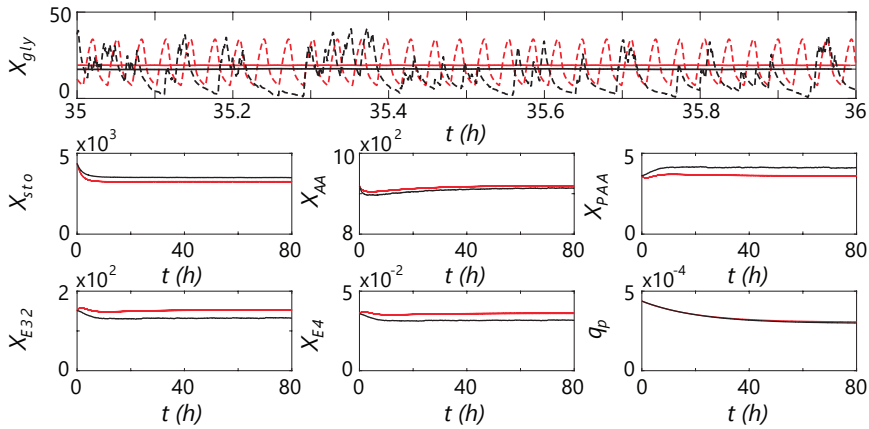 50
X_gly
0
35 35.2 35.4 35.6 35.8 36
t (h)
x10^3 x10^2
5 10 5
X_sto X_AA X_PAA
0 8 0
0 40 80 0 40 80 0 40 80
t (h) t (h) t (h)
x10^2 x10^-2 x10^-4
2 5 5
X_E32 X_E4 q_p
0 0 0
0 40 80 0 40 80 0 40 80
t (h) t (h) t (h)